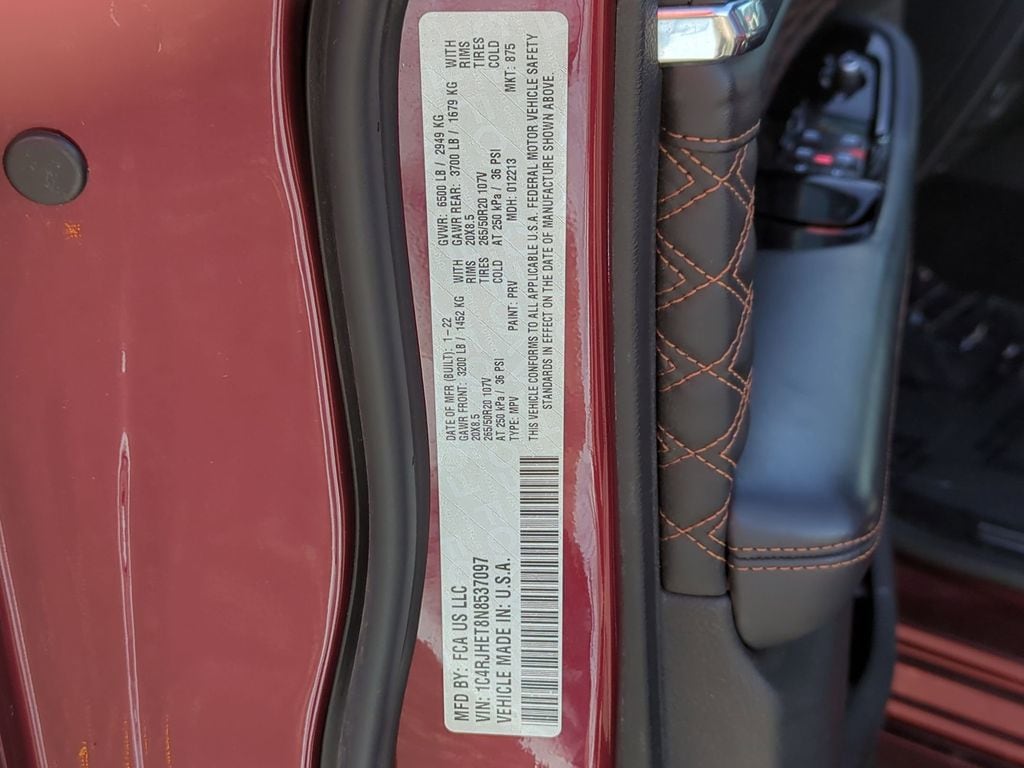 MFD BY: FCA US LLC
VIN: 1C4RJHET8N8537097
VEHICLE MADE IN: U.S.A.
DATE OF MFR (BUILT): 1-22 GVWR: 6500 LB / 2949 KG
GAWR FRONT: 3200 LB / 1452 KG WITH GAWR REAR: 3700 LB / 1679 KG WITH
20X8.5 RIMS 20X8.5 RIMS
265/50R20 107V TIRES 265/50R20 107V TIRES
AT 250 kPa / 36 PSI COLD AT 250 kPa / 36 PSI COLD
TYPE: MPV PAINT: PRV MDH: 012213 MKT: 875
THIS VEHICLE CONFORMS TO ALL APPLICABLE U.S.A. FEDERAL MOTOR VEHICLE SAFETY
STANDARDS IN EFFECT ON THE DATE OF MANUFACTURE SHOWN ABOVE.